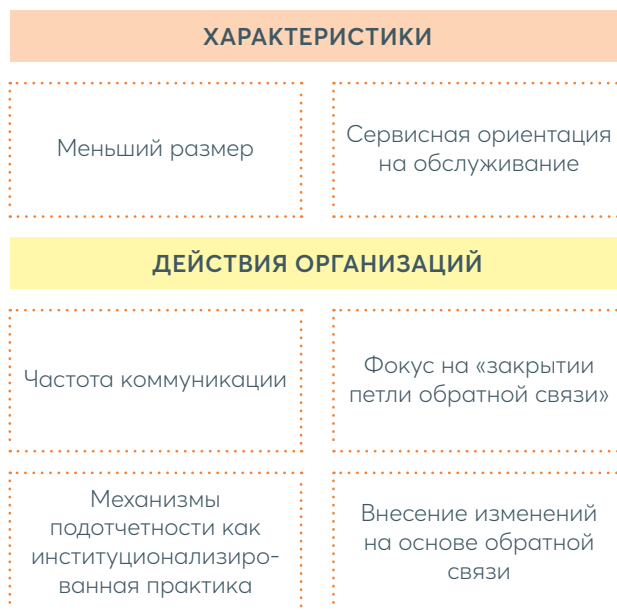 ХАРАКТЕРИСТИКИ
Меньший размер
Сервисная ориентация
на обслуживание
ДЕЙСТВИЯ ОРГАНИЗАЦИЙ
Частота коммуникации
Фокус на «закрытии
петли обратной связи»
Механизмы
подотчетности как
институционализиро-
ванная практика
Внесение изменений
на основе обратной
связи